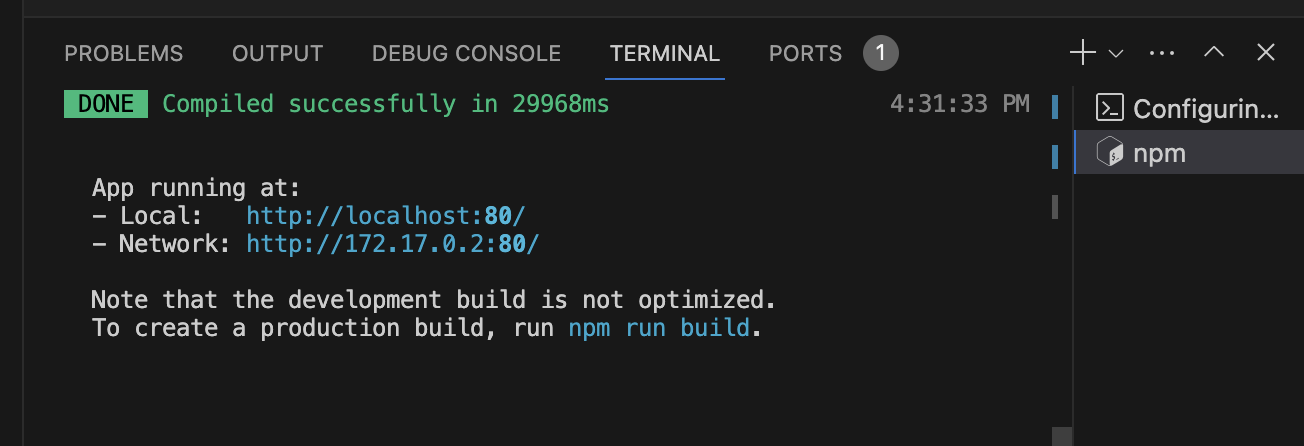 PROBLEMS OUTPUT DEBUG CONSOLE TERMINAL PORTS 1
DONE Compiled successfully in 29968ms 4:31:33 PM
Configurin...
npm
App running at:
- Local: http://localhost:80/
- Network: http://172.17.0.2:80/
Note that the development build is not optimized.
To create a production build, run npm run build.